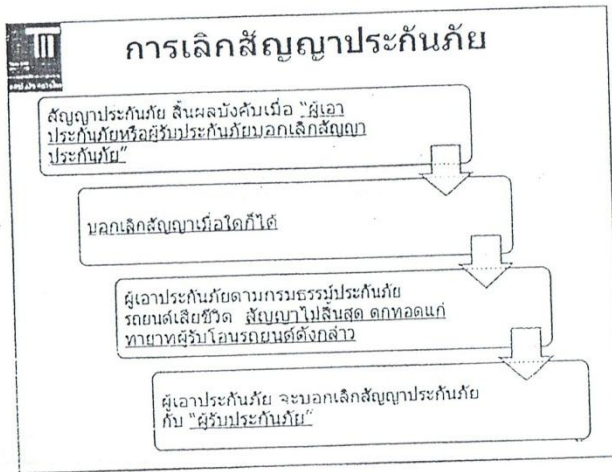 การเลิกสัญญาประกันภัย
สัญญาประกันภัย สิ้นผลบังคับเมื่อ "ผู้เอา
ประกันภัยหรือผู้รับประกันภัยบอกเลิกสัญญา
ประกันภัย"
บอกเลิกสัญญาเมื่อใดก็ได้
ผู้เอาประกันภัยตามกรมธรรม์ประกันภัย
รถยนต์เสียชีวิต สัญญาไม่สิ้นสุด ตกทอดแก่
ทายาทผู้รับโอนรถยนต์ดังกล่าว
ผู้เอาประกันภัย จะบอกเลิกสัญญาประกันภัย
กับ "ผู้รับประกันภัย"